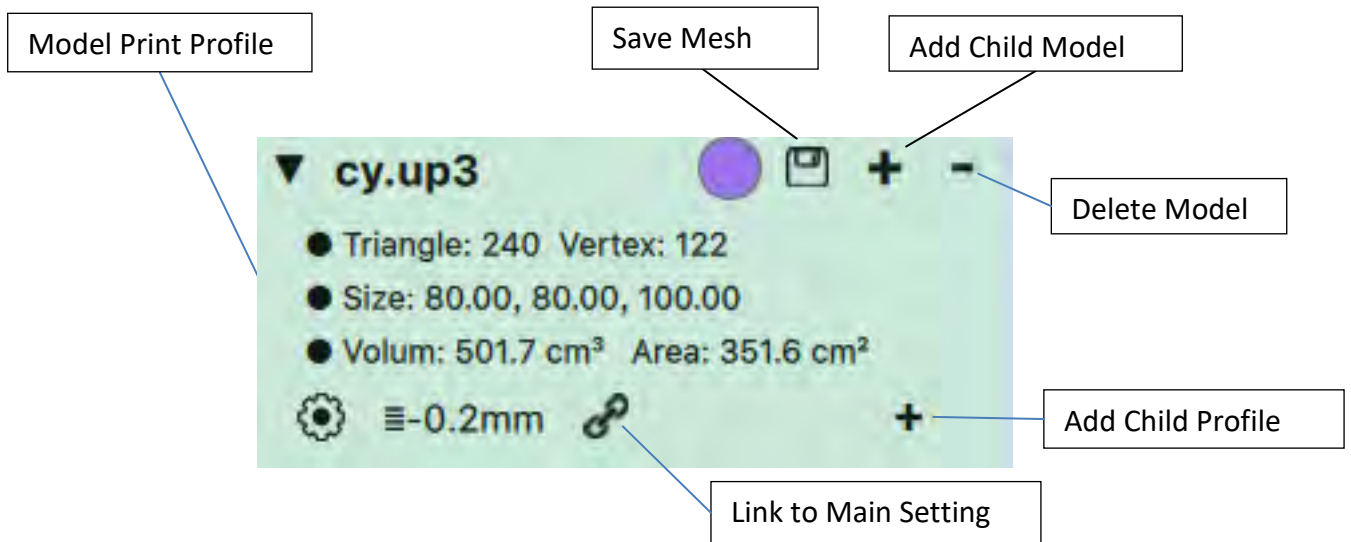 Model Print Profile
Save Mesh
Add Child Model
▼ cy.up3 + -
Delete Model
● Triangle: 240 Vertex: 122
● Size: 80.00, 80.00, 100.00
● Volum: 501.7 cm³ Area: 351.6 cm²
≣-0.2mm +
Add Child Profile
Link to Main Setting